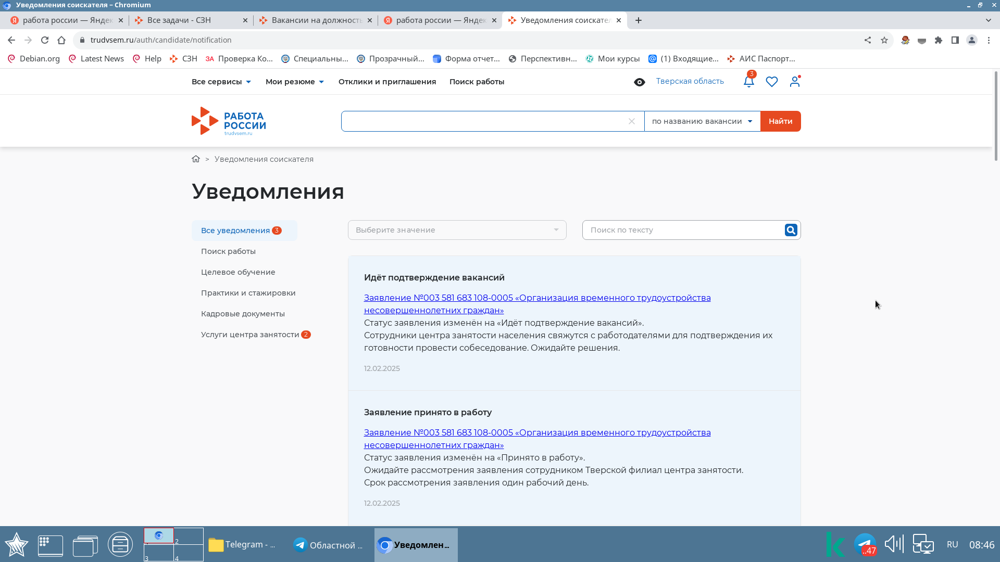 Уведомления соискателя – Chromium
работа россии — Яндек
Все задачи - СЗН
Вакансии на должность
работа россии — Яндек
Уведомления соискател
trudvsem.ru/auth/candidate/notification
Debian.org
Latest News
Help
СЗН
ЗА Проверка Ко...
Специальны...
Прозрачный...
Форма отчет...
Перспективн...
Мои курсы
(1) Входящие...
АИС Паспорт...
Все сервисы
Мои резюме
Отклики и приглашения
Поиск работы
Тверская область
3
РАБОТА
РОССИИ
trudvsem.ru
по названию вакансии
Найти
> Уведомления соискателя
Уведомления
Все уведомления 3
Поиск работы
Целевое обучение
Практики и стажировки
Кадровые документы
Услуги центра занятости 2
Выберите значение
Поиск по тексту
Идёт подтверждение вакансий
Заявление №003 581 683 108-0005 «Организация временного трудоустройства
несовершеннолетних граждан»
Статус заявления изменён на «Идёт подтверждение вакансий».
Сотрудники центра занятости населения свяжутся с работодателями для подтверждения их
готовности провести собеседование. Ожидайте решения.
12.02.2025
Заявление принято в работу
Заявление №003 581 683 108-0005 «Организация временного трудоустройства
несовершеннолетних граждан»
Статус заявления изменён на «Принято в работу».
Ожидайте рассмотрения заявления сотрудником Тверской филиал центра занятости.
Срок рассмотрения заявления один рабочий день.
12.02.2025
2
3
4
Telegram - ...
Областной ...
Уведомлен...
..47
RU
08:46